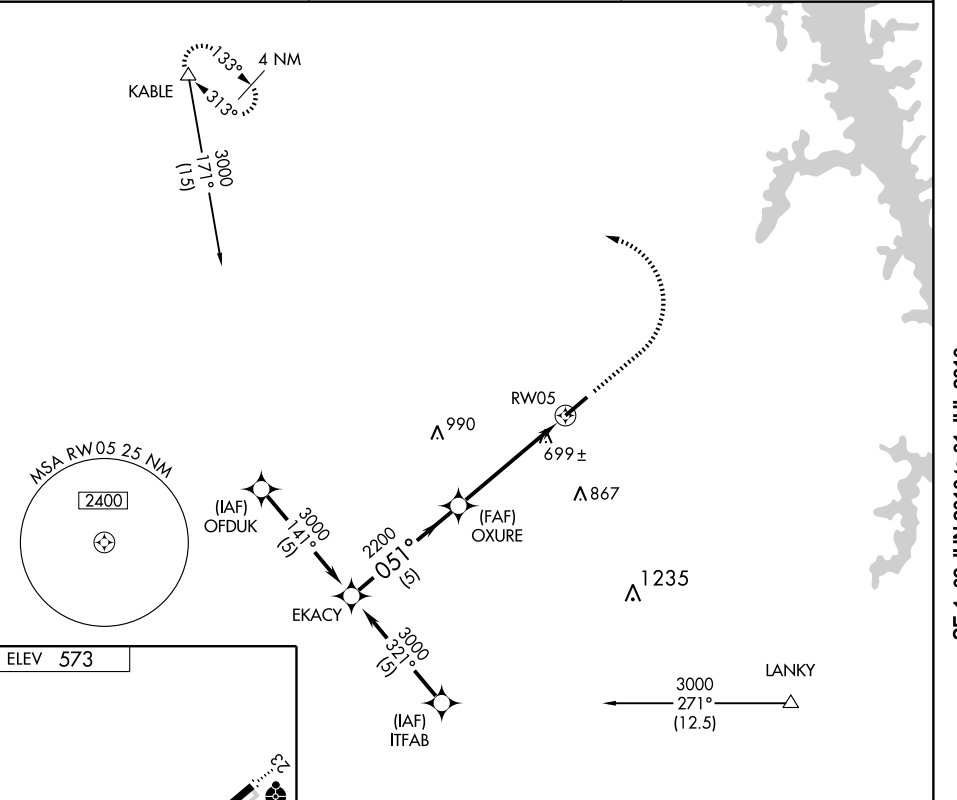 133°
4 NM
KABLE
313°
3000
171°
(15)
RW05
990
699±
867
MSA RW05 25 NM
2400
(IAF)
OFDUK
3000
141°
(5)
(FAF)
OXURE
2200
051°
(5)
EKACY
1235
3000
321°
(5)
(IAF)
ITFAB
LANKY
3000
271°
(12.5)
ELEV 573
23